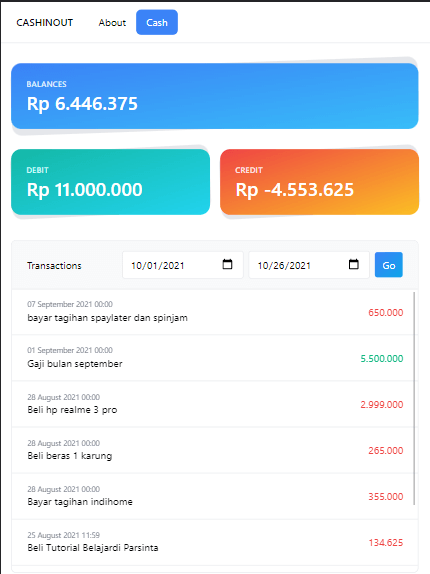 CASHINOUT About Cash
BALANCES
Rp 6.446.375
DEBIT
Rp 11.000.000
CREDIT
Rp -4.553.625
Transactions 10/01/2021 10/26/2021 Go
07 September 2021 00:00
bayar tagihan spaylater dan spinjam 650.000
01 September 2021 00:00
Gaji bulan september 5.500.000
28 August 2021 00:00
Beli hp realme 3 pro 2.999.000
28 August 2021 00:00
Beli beras 1 karung 265.000
28 August 2021 00:00
Bayar tagihan indihome 355.000
25 August 2021 11:59
Beli Tutorial Belajardi Parsinta 134.625